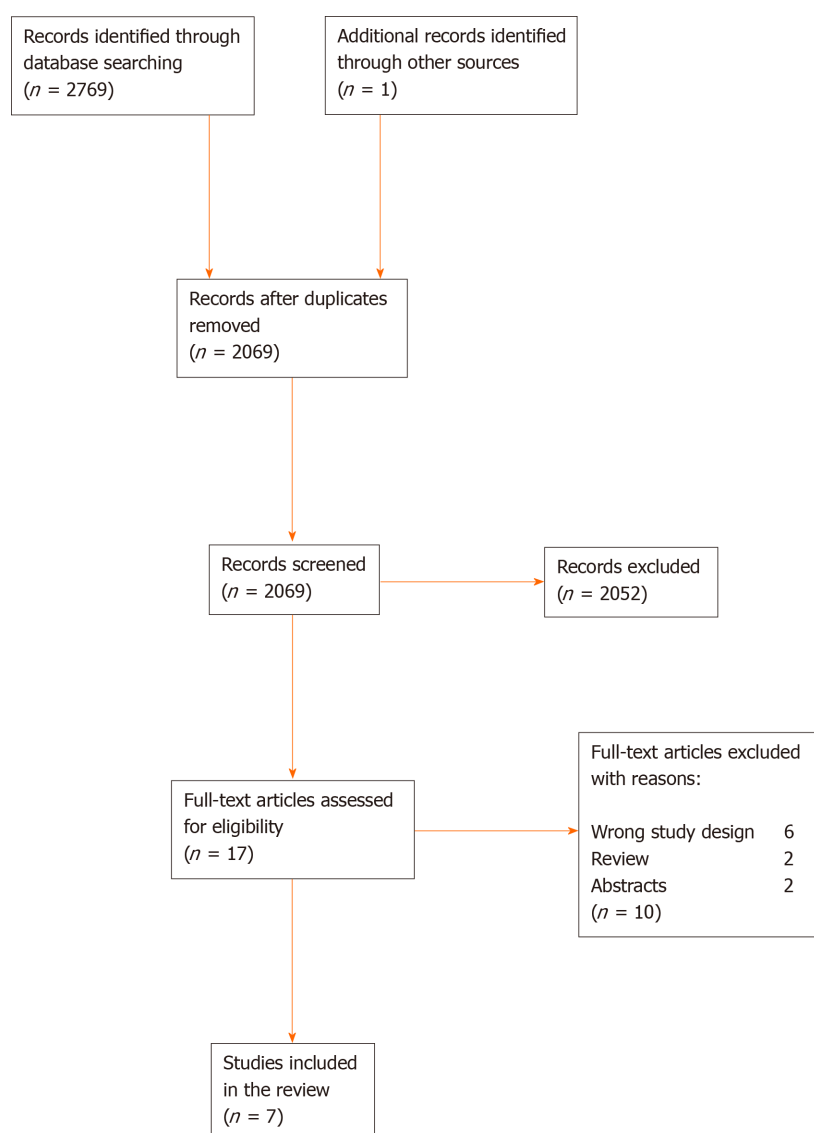 Records identified through
database searching
(n = 2769)
Additional records identified
through other sources
(n = 1)
Records after duplicates
removed
(n = 2069)
Records screened
(n = 2069)
Records excluded
(n = 2052)
Full-text articles assessed
for eligibility
(n = 17)
Full-text articles excluded
with reasons:
Wrong study design 6
Review 2
Abstracts 2
(n = 10)
Studies included
in the review
(n = 7)